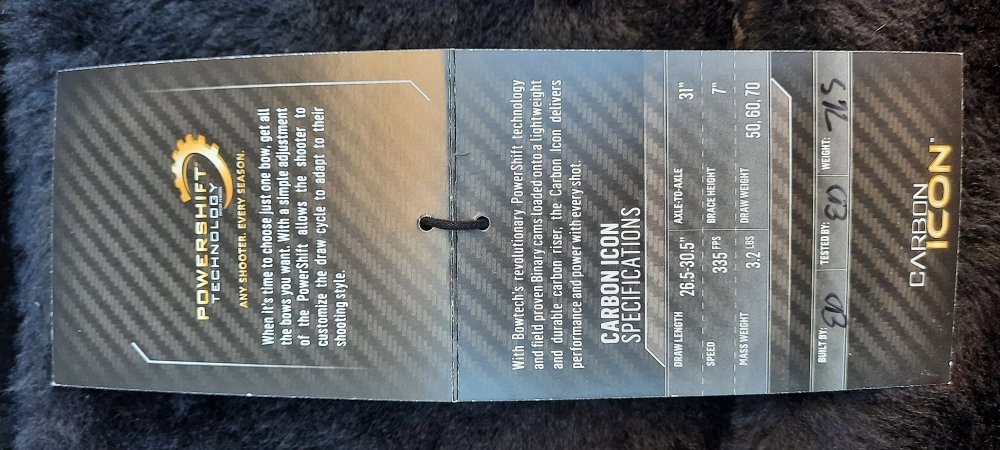 POWERSHIFT
TECHNOLOGY
ANY SHOOTER. EVERY SEASON.
When it's time to choose just one bow, get all
the bows you want. With a simple adjustment
of the PowerShift allows the shooter to
customize the draw cycle to adapt to their
shooting style.
With Bowtech's revolutionary PowerShift technology
and field proven Binary cams loaded onto a lightweight
and durable carbon riser, the Carbon Icon delivers
performance and power with every shot.
CARBON ICON
SPECIFICATIONS
DRAW LENGTH 26.5-30.5" AXLE-TO-AXLE 31"
SPEED 335 FPS BRACE HEIGHT 7"
MASS WEIGHT 3.2 LBS DRAW WEIGHT 50, 60, 70
BUILT BY: TESTED BY: WEIGHT:
CARBON
ICON™